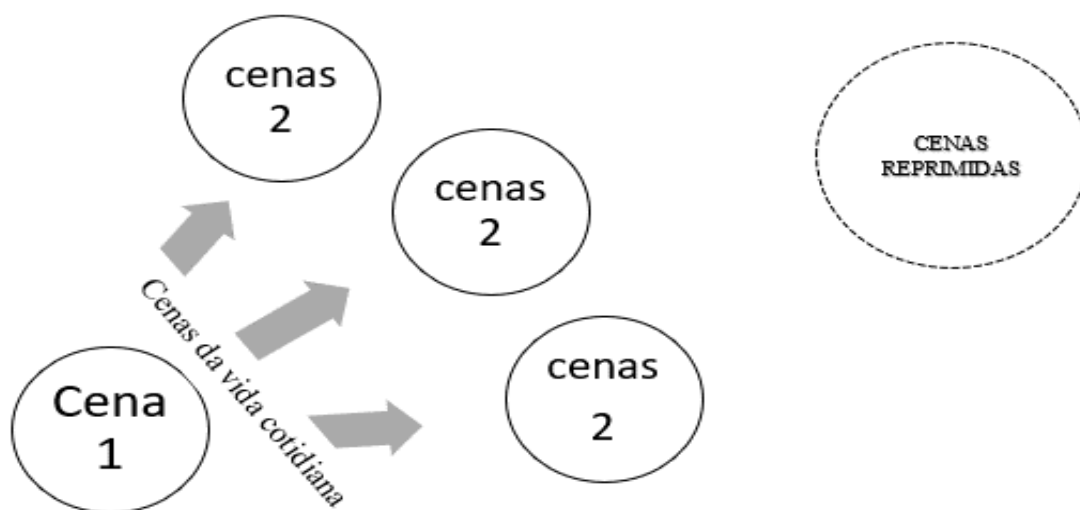 cenas
2
cenas
2
CENAS
REPRIMIDAS
Cenas da vida cotidiana
cenas
2
Cena
1